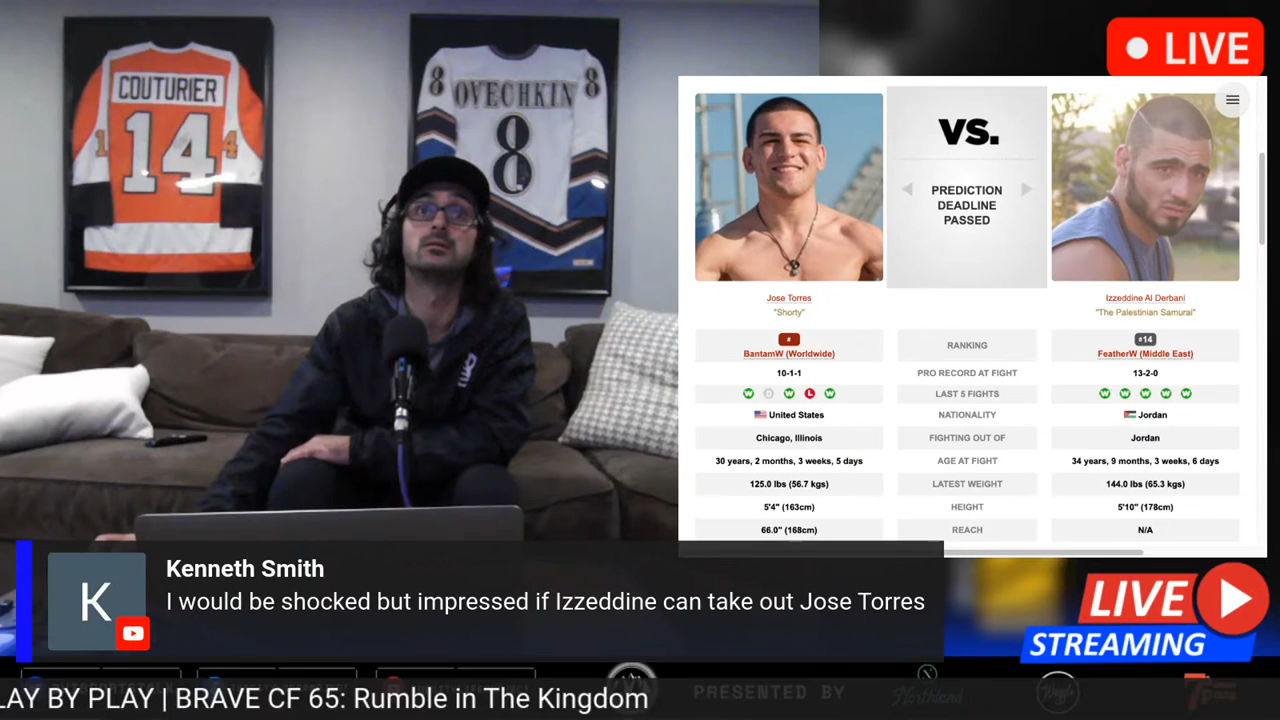 COUTURIER
14
14
4
8
OVECHKIN
8
8
LIVE
VS.
PREDICTION
DEADLINE
PASSED
Jose Torres
"Shorty"
Izzeddine Al Derbani
"The Palestinian Samurai"
#
BantamW (Worldwide)
RANKING
#14
FeatherW (Middle East)
10-1-1
PRO RECORD AT FIGHT
13-2-0
W D W L W
LAST 5 FIGHTS
W W W W W
United States
NATIONALITY
Jordan
Chicago, Illinois
FIGHTING OUT OF
Jordan
30 years, 2 months, 3 weeks, 5 days
AGE AT FIGHT
34 years, 9 months, 3 weeks, 6 days
125.0 lbs (56.7 kgs)
LATEST WEIGHT
144.0 lbs (65.3 kgs)
5'4" (163cm)
HEIGHT
5'10" (178cm)
66.0" (168cm)
REACH
N/A
K
Kenneth Smith
I would be shocked but impressed if Izzeddine can take out Jose Torres
LIVE
STREAMING
PRESENTED BY
Northland
LAY BY PLAY | BRAVE CF 65: Rumble in The Kingdom